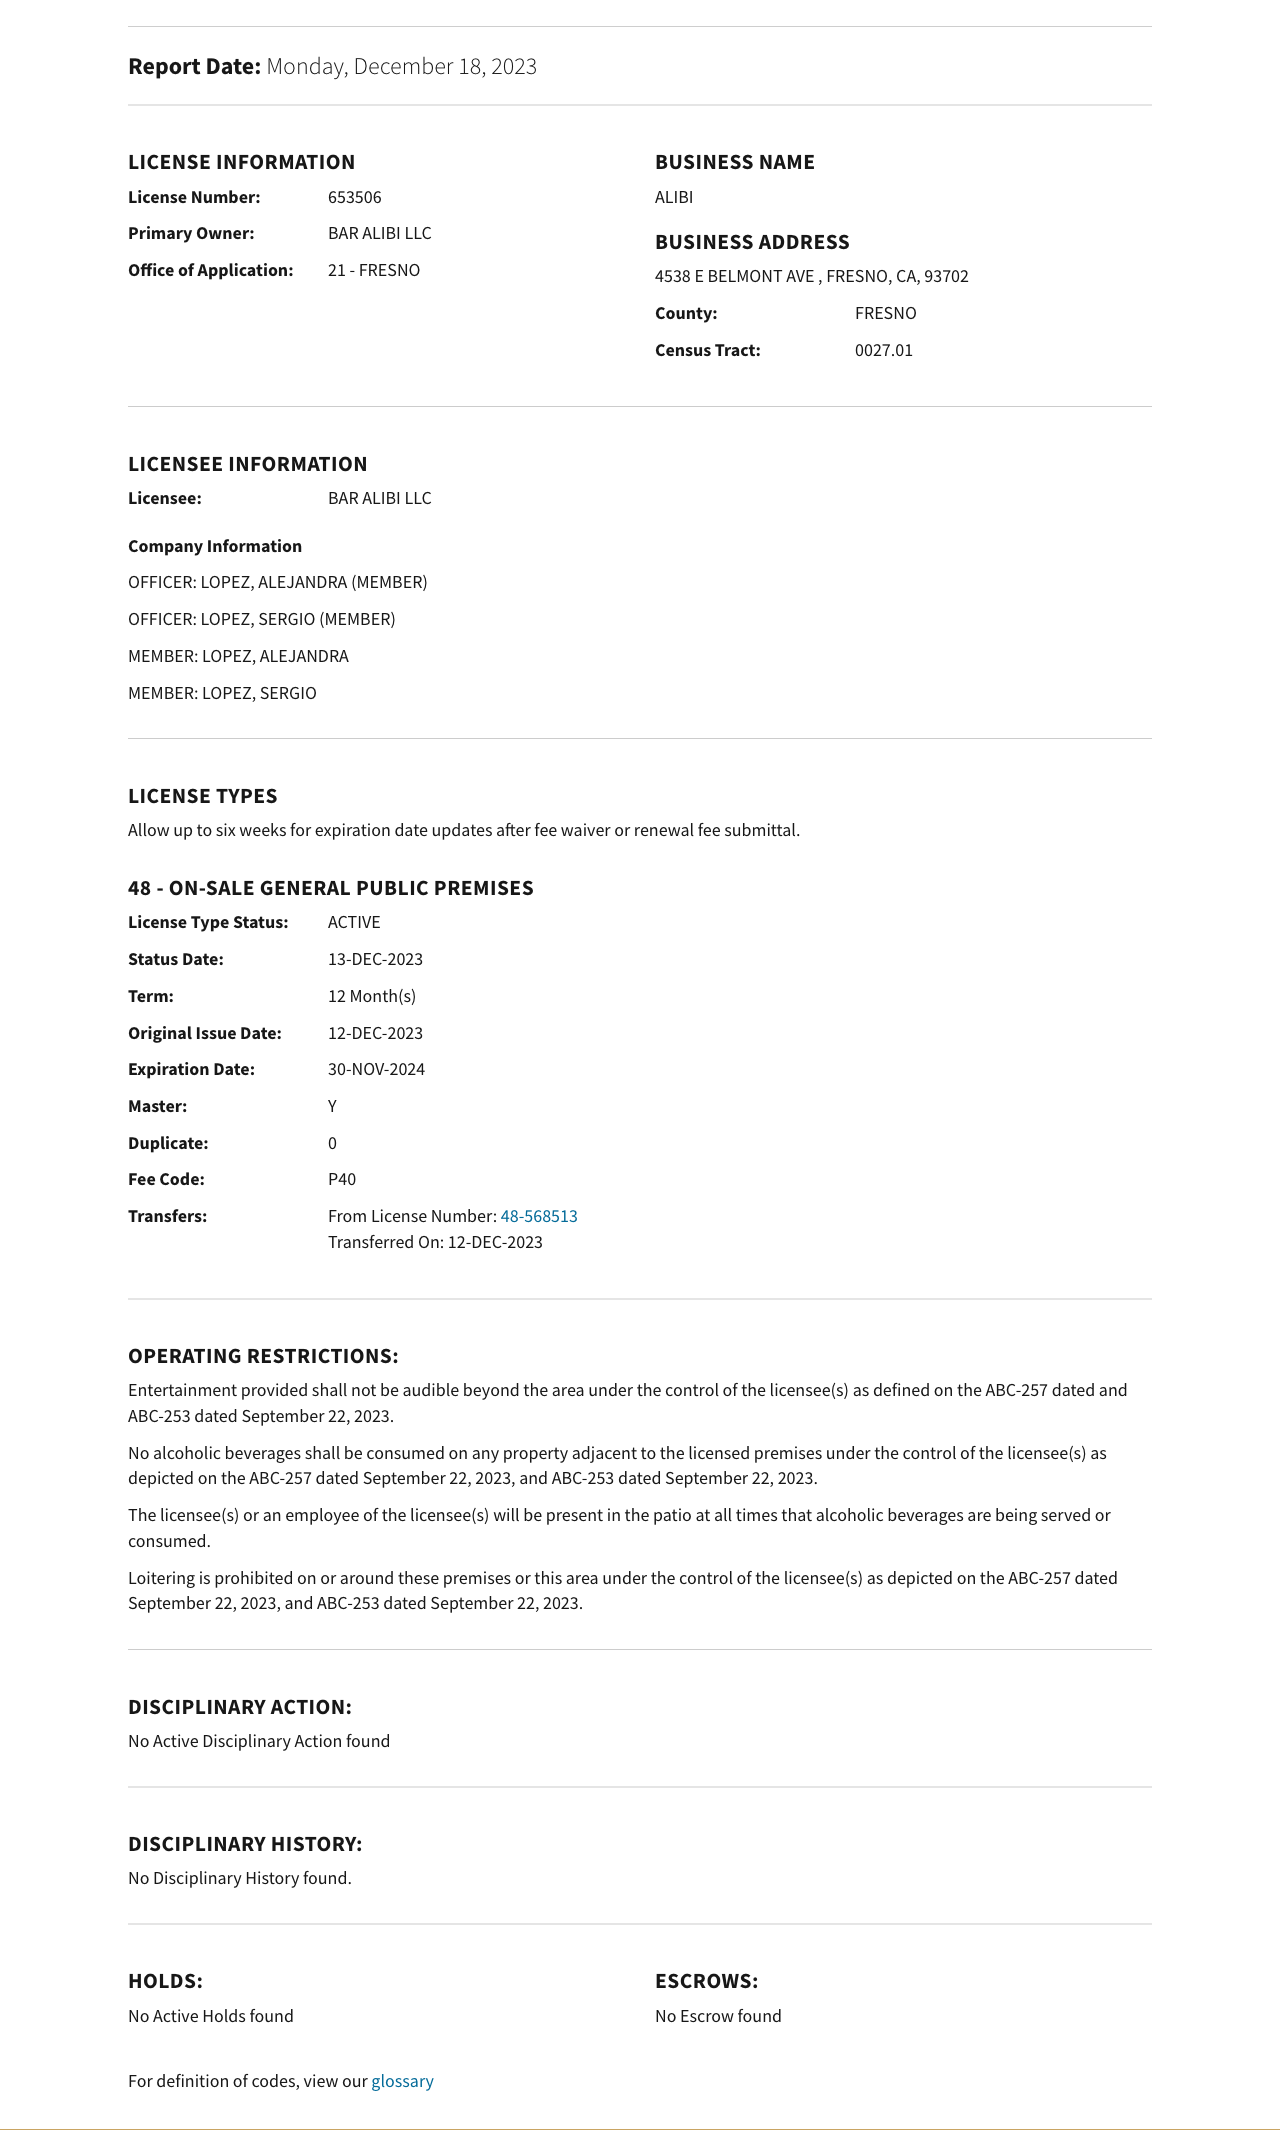 Report Date: Monday, December 18, 2023
LICENSE INFORMATION
License Number: 653506
Primary Owner: BAR ALIBI LLC
Office of Application: 21 - FRESNO
BUSINESS NAME
ALIBI
BUSINESS ADDRESS
4538 E BELMONT AVE , FRESNO, CA, 93702
County: FRESNO
Census Tract: 0027.01
LICENSEE INFORMATION
Licensee: BAR ALIBI LLC
Company Information
OFFICER: LOPEZ, ALEJANDRA (MEMBER)
OFFICER: LOPEZ, SERGIO (MEMBER)
MEMBER: LOPEZ, ALEJANDRA
MEMBER: LOPEZ, SERGIO
LICENSE TYPES
Allow up to six weeks for expiration date updates after fee waiver or renewal fee submittal.
48 - ON-SALE GENERAL PUBLIC PREMISES
License Type Status: ACTIVE
Status Date: 13-DEC-2023
Term: 12 Month(s)
Original Issue Date: 12-DEC-2023
Expiration Date: 30-NOV-2024
Master: Y
Duplicate: 0
Fee Code: P40
Transfers: From License Number: 48-568513
Transferred On: 12-DEC-2023
OPERATING RESTRICTIONS:
Entertainment provided shall not be audible beyond the area under the control of the licensee(s) as defined on the ABC-257 dated and
ABC-253 dated September 22, 2023.
No alcoholic beverages shall be consumed on any property adjacent to the licensed premises under the control of the licensee(s) as
depicted on the ABC-257 dated September 22, 2023, and ABC-253 dated September 22, 2023.
The licensee(s) or an employee of the licensee(s) will be present in the patio at all times that alcoholic beverages are being served or
consumed.
Loitering is prohibited on or around these premises or this area under the control of the licensee(s) as depicted on the ABC-257 dated
September 22, 2023, and ABC-253 dated September 22, 2023.
DISCIPLINARY ACTION:
No Active Disciplinary Action found
DISCIPLINARY HISTORY:
No Disciplinary History found.
HOLDS:
No Active Holds found
ESCROWS:
No Escrow found
For definition of codes, view our glossary